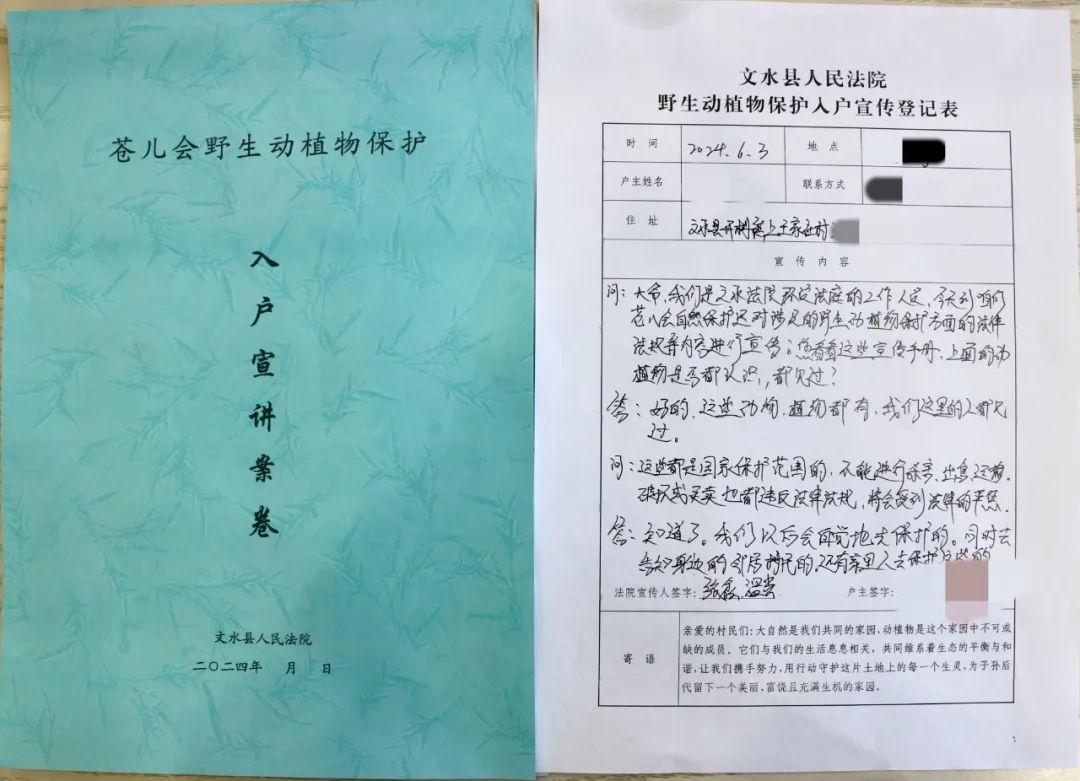 苍儿会野生动植物保护
入户宣讲案卷
文水县人民法院
二〇二四年 月 日
文水县人民法院
野生动植物保护入户宣传登记表
时 间 2024.6.3 地 点
户主姓名 联系方式
住 址 文水县开栅镇上王家社村
宣 传 内 容
问：大爷，我们是文水法院环资法庭的工作人员，今天到咱们
苍儿会自然保护区对涉及的野生动植物保护方面的法律
法规等内容进行宣传；您看看这些宣传手册，上面的动
植物是否都认识，都见过？
答：好的，这些动物、植物都有，我们这里的人都见
过。
问：这些都是国家保护范围的，不能进行杀害、出售、运输。
破坏或买卖也都违反法律法规，将会受到法律的严惩。
答：知道了。我们以后会自觉地去保护的。同时去
告知身边的邻居村民的，还有亲里人去保护这些的
法院宣传人签字： 户主签字：
寄 语
亲爱的村民们：大自然是我们共同的家园，动植物是这个家园中不可或
缺的成员。它们与我们的生活息息相关，共同维系着生态的平衡与和
谐，让我们携手努力，用行动守护这片土地上的每一个生灵，为子孙后
代留下一个美丽、富饶且充满生机的家园。